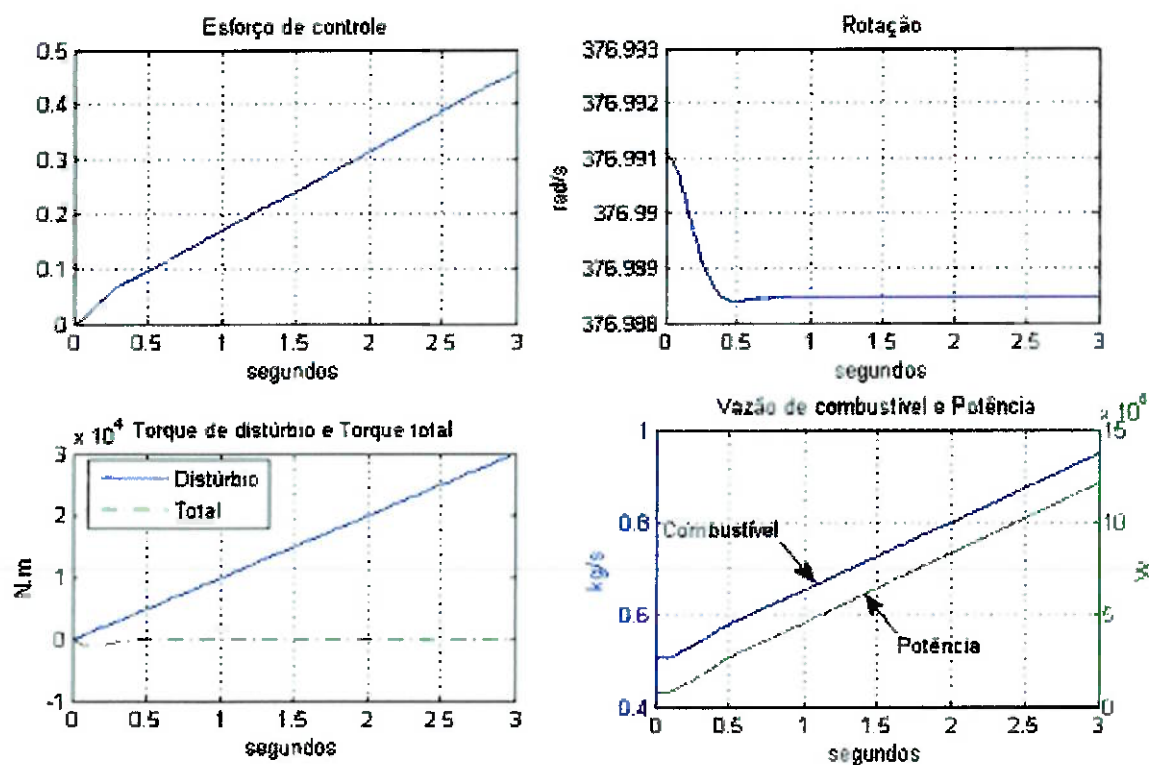 Esforço de controle
0.5
0.4
0.3
0.2
0.1
0
0 0.5 1 1.5 2 2.5 3
segundos
Rotação
376.993
376.992
376.991
376.99
376.989
376.988
rad/s
0 0.5 1 1.5 2 2.5 3
segundos
x 10^4 Torque de distúrbio e Torque total
3
2
1
0
-1
N.m
Distúrbio
Total
0 0.5 1 1.5 2 2.5 3
segundos
Vazão de combustível e Potência
x 10^6
1
0.8
0.6
0.4
kg/s
15
10
5
0
W
Combustível
Potência
0 0.5 1 1.5 2 2.5 3
segundos